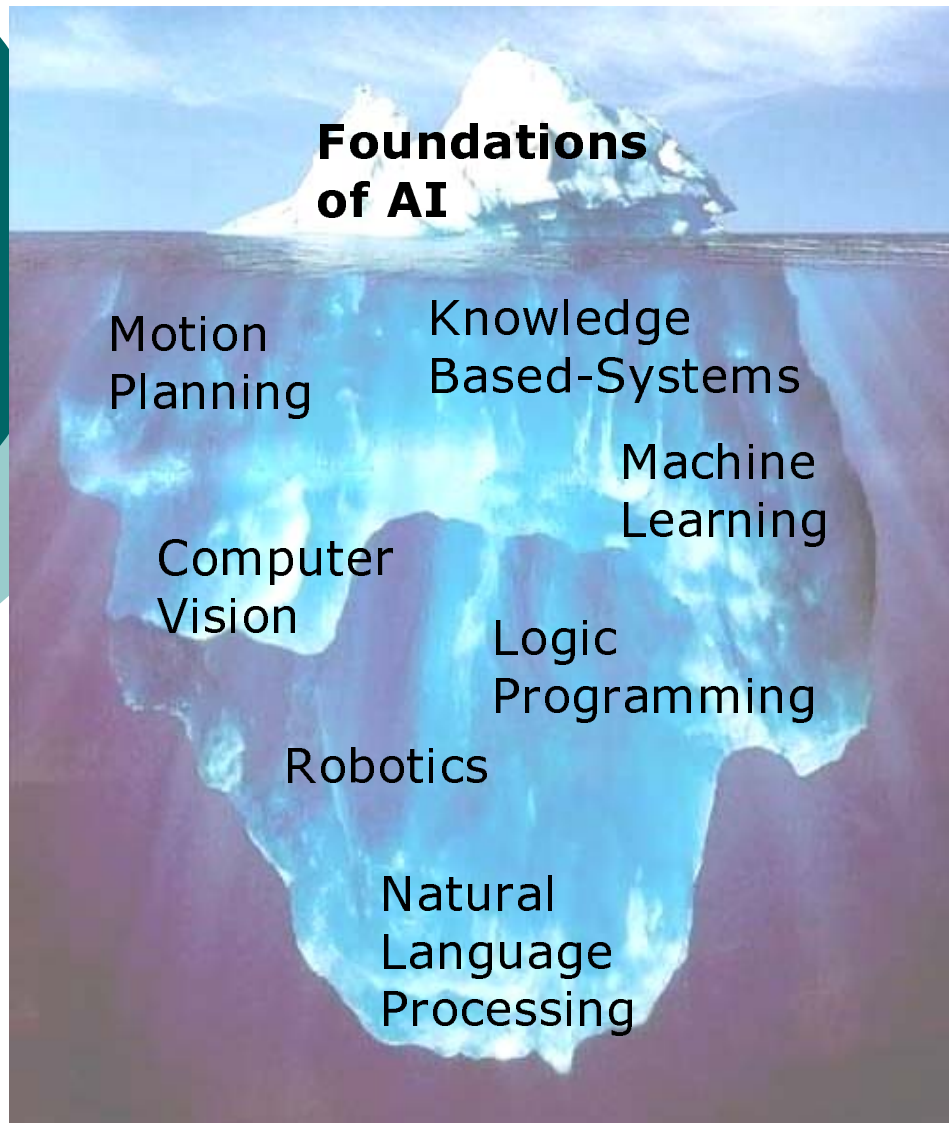 Foundations
of AI
Motion
Planning
Knowledge
Based-Systems
Machine
Learning
Computer
Vision
Logic
Programming
Robotics
Natural
Language
Processing